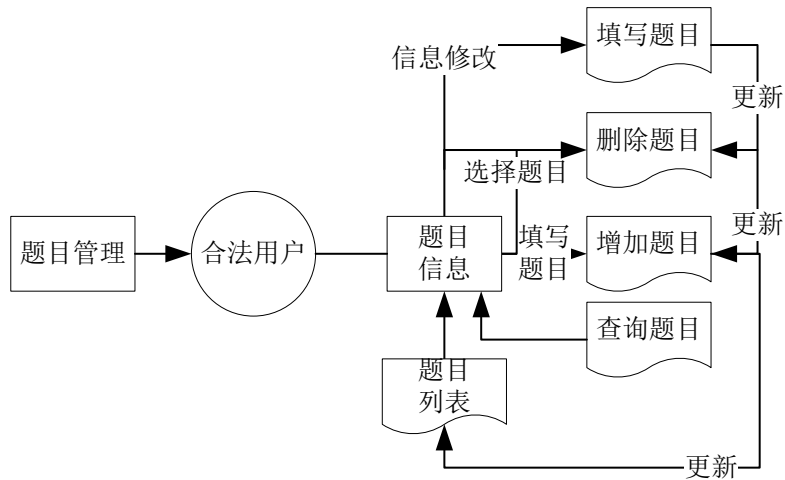 填写题目
信息修改
更新
删除题目
选择题目
题目管理
合法用户
题目
信息
填写
题目
增加题目
更新
查询题目
题目
列表
更新